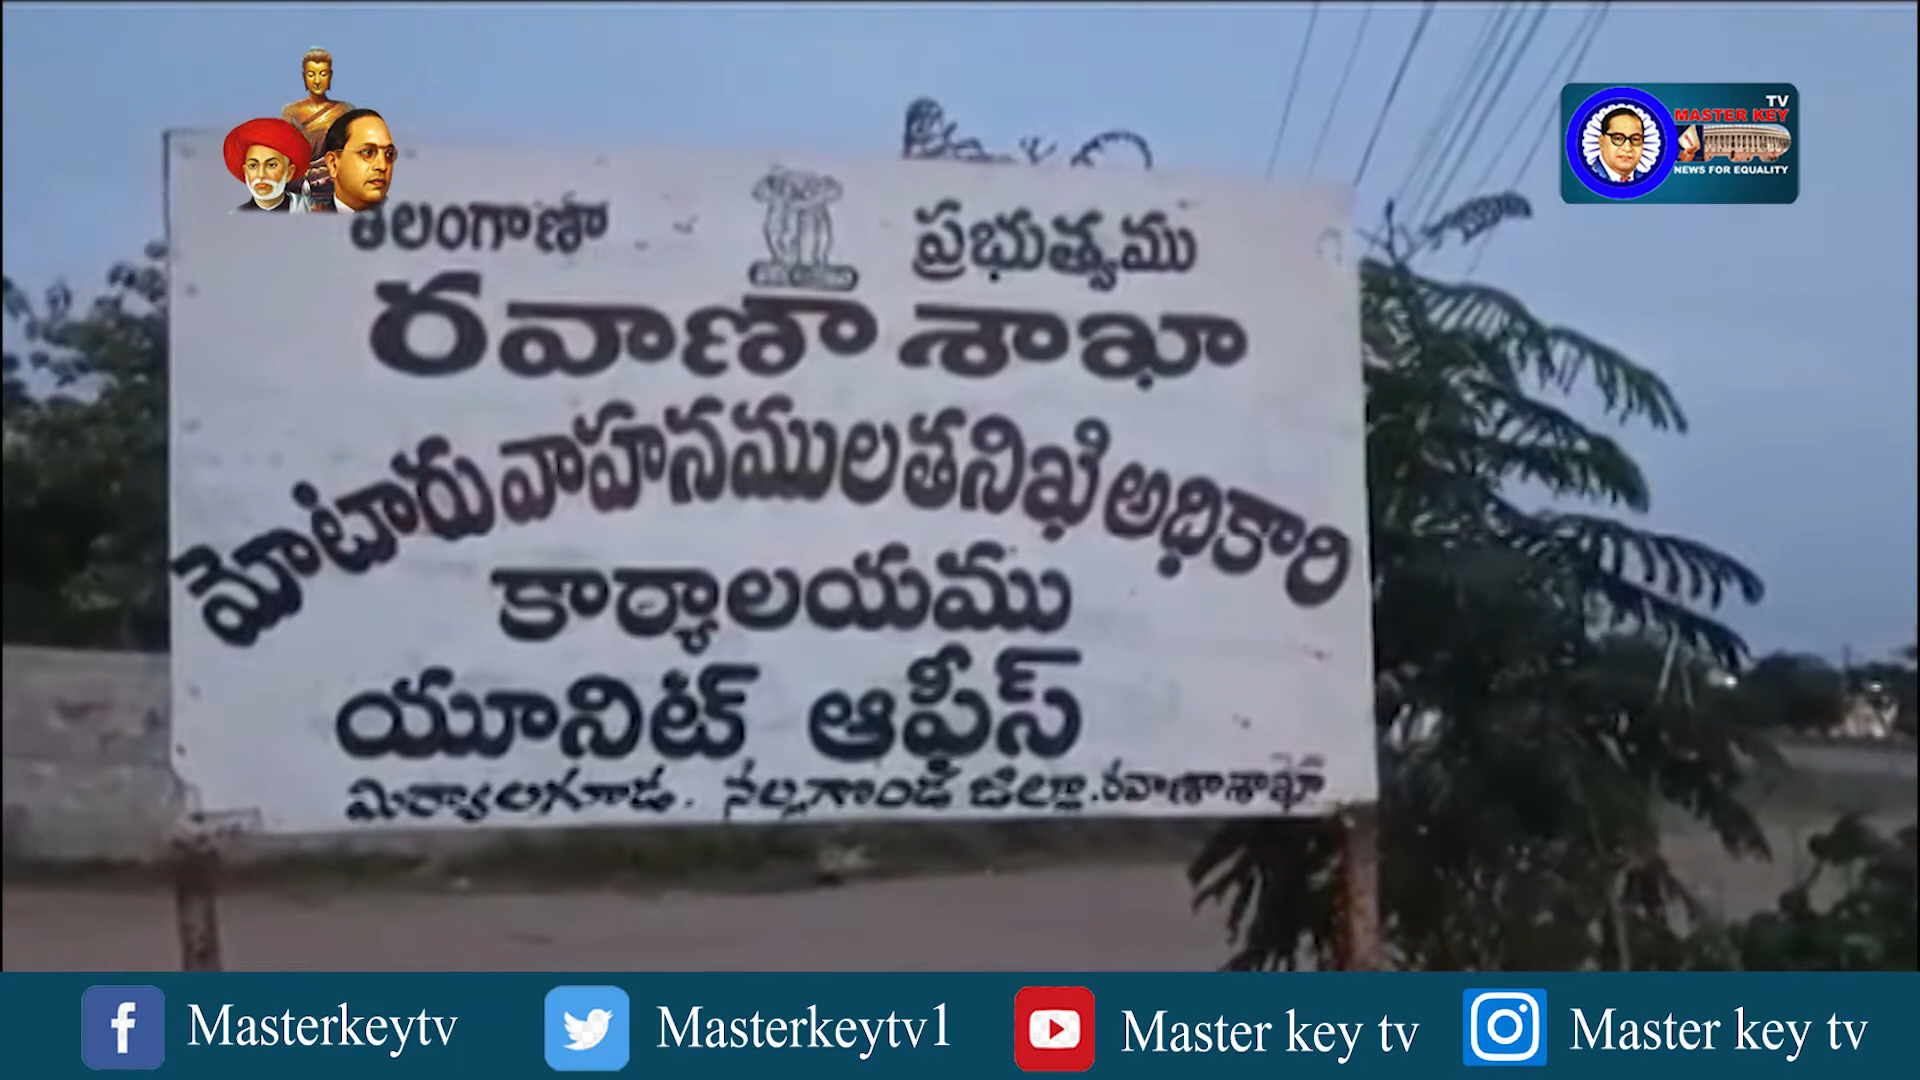 TV
MASTER KEY
NEWS FOR EQUALITY
తెలంగాణా ప్రభుత్వము
రవాణా శాఖా
మోటారు వాహనముల తనిఖీ అధికారి
కార్యాలయము
యూనిట్ ఆఫీస్
మిర్యాలగూడ. నల్లగొండ జిల్లా. రవాణాశాఖా
Masterkeytv
Masterkeytv1
Master key tv
Master key tv